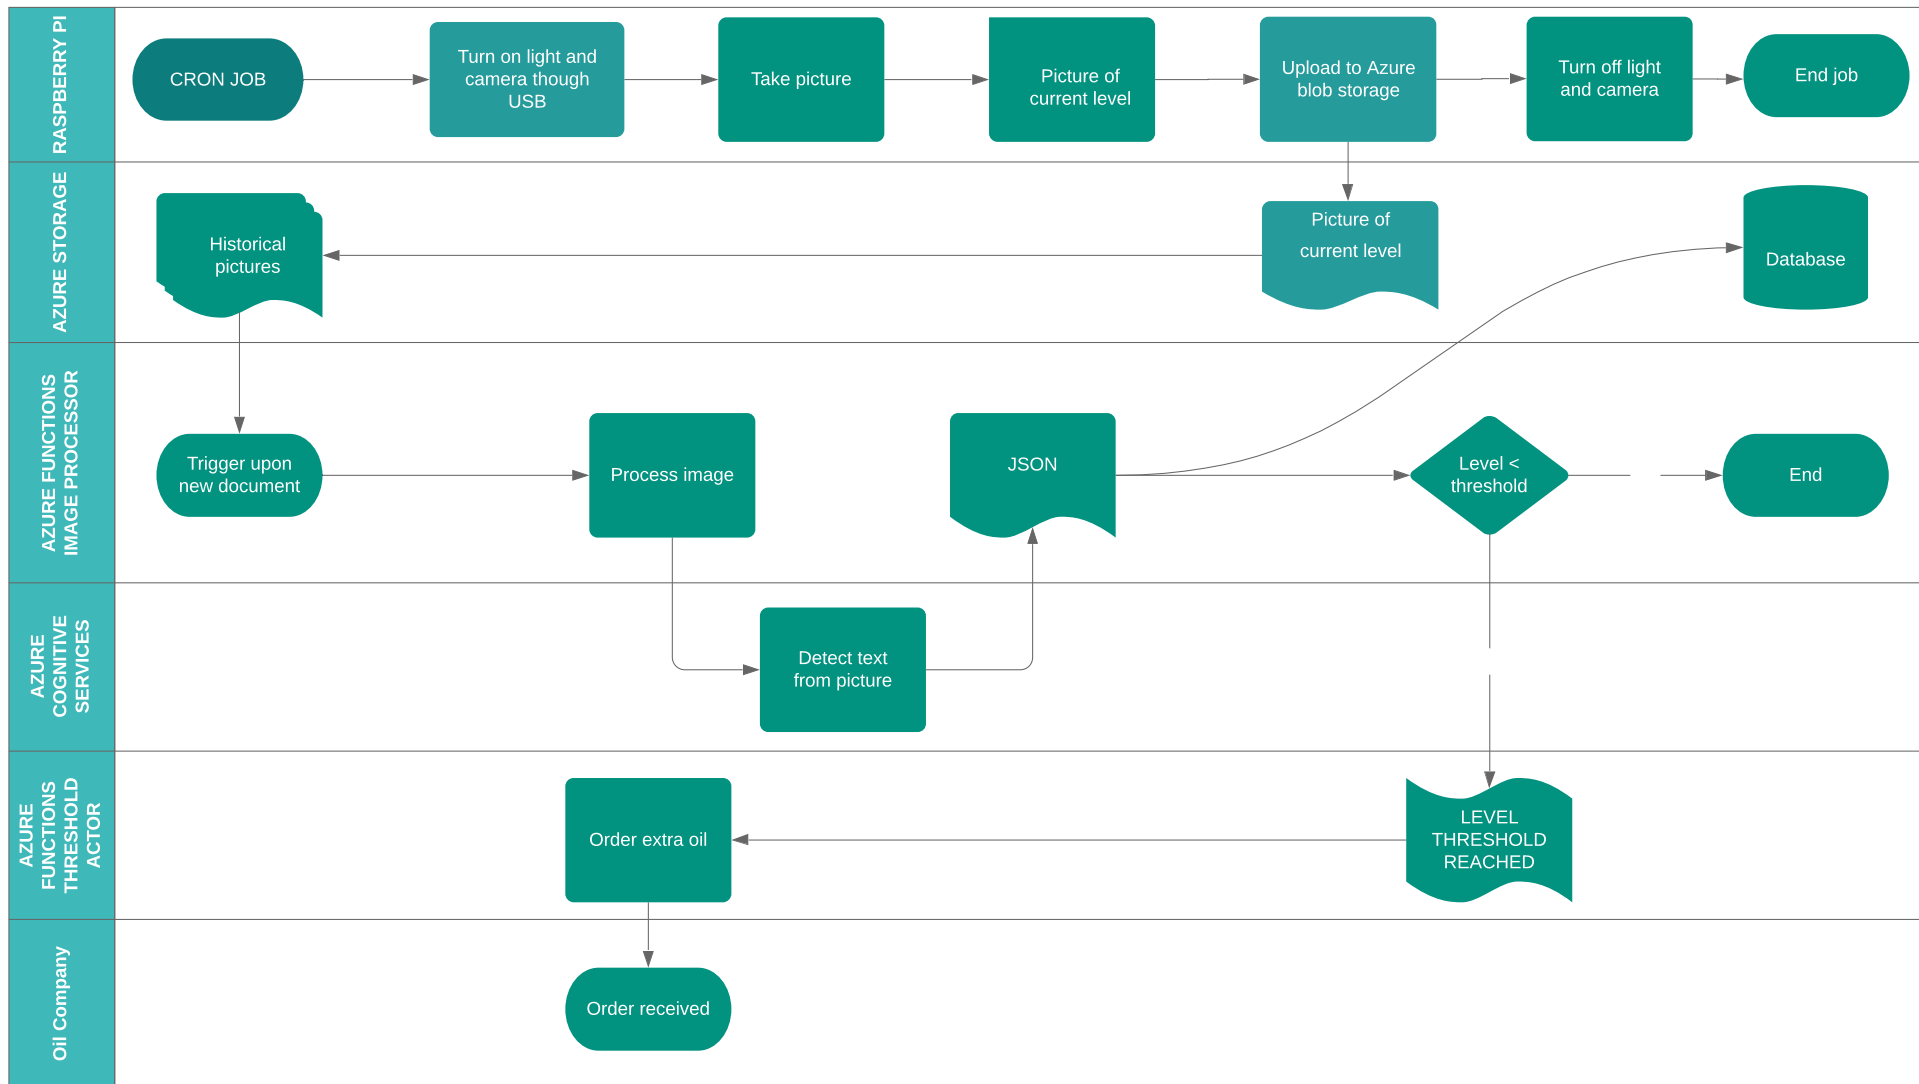 RASPBERRY PI
CRON JOB
Turn on light and
camera though
USB
Take picture
Picture of
current level
Upload to Azure
blob storage
Turn off light
and camera
End job
AZURE STORAGE
Historical
pictures
Picture of
current level
Database
AZURE FUNCTIONS
IMAGE PROCESSOR
Trigger upon
new document
Process image
JSON
Level <
threshold
End
AZURE
COGNITIVE
SERVICES
Detect text
from picture
AZURE
FUNCTIONS
THRESHOLD
ACTOR
Order extra oil
LEVEL
THRESHOLD
REACHED
Oil Company
Order received